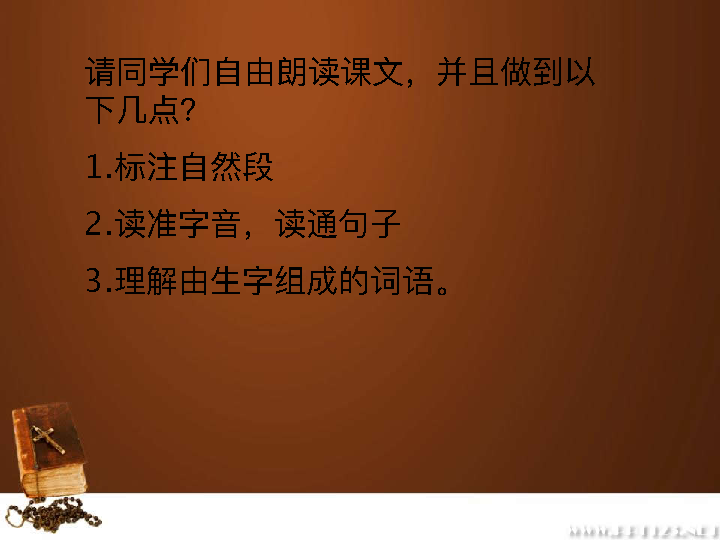 请同学们自由朗读课文，并且做到以
下几点？
1.标注自然段
2.读准字音，读通句子
3.理解由生字组成的词语。